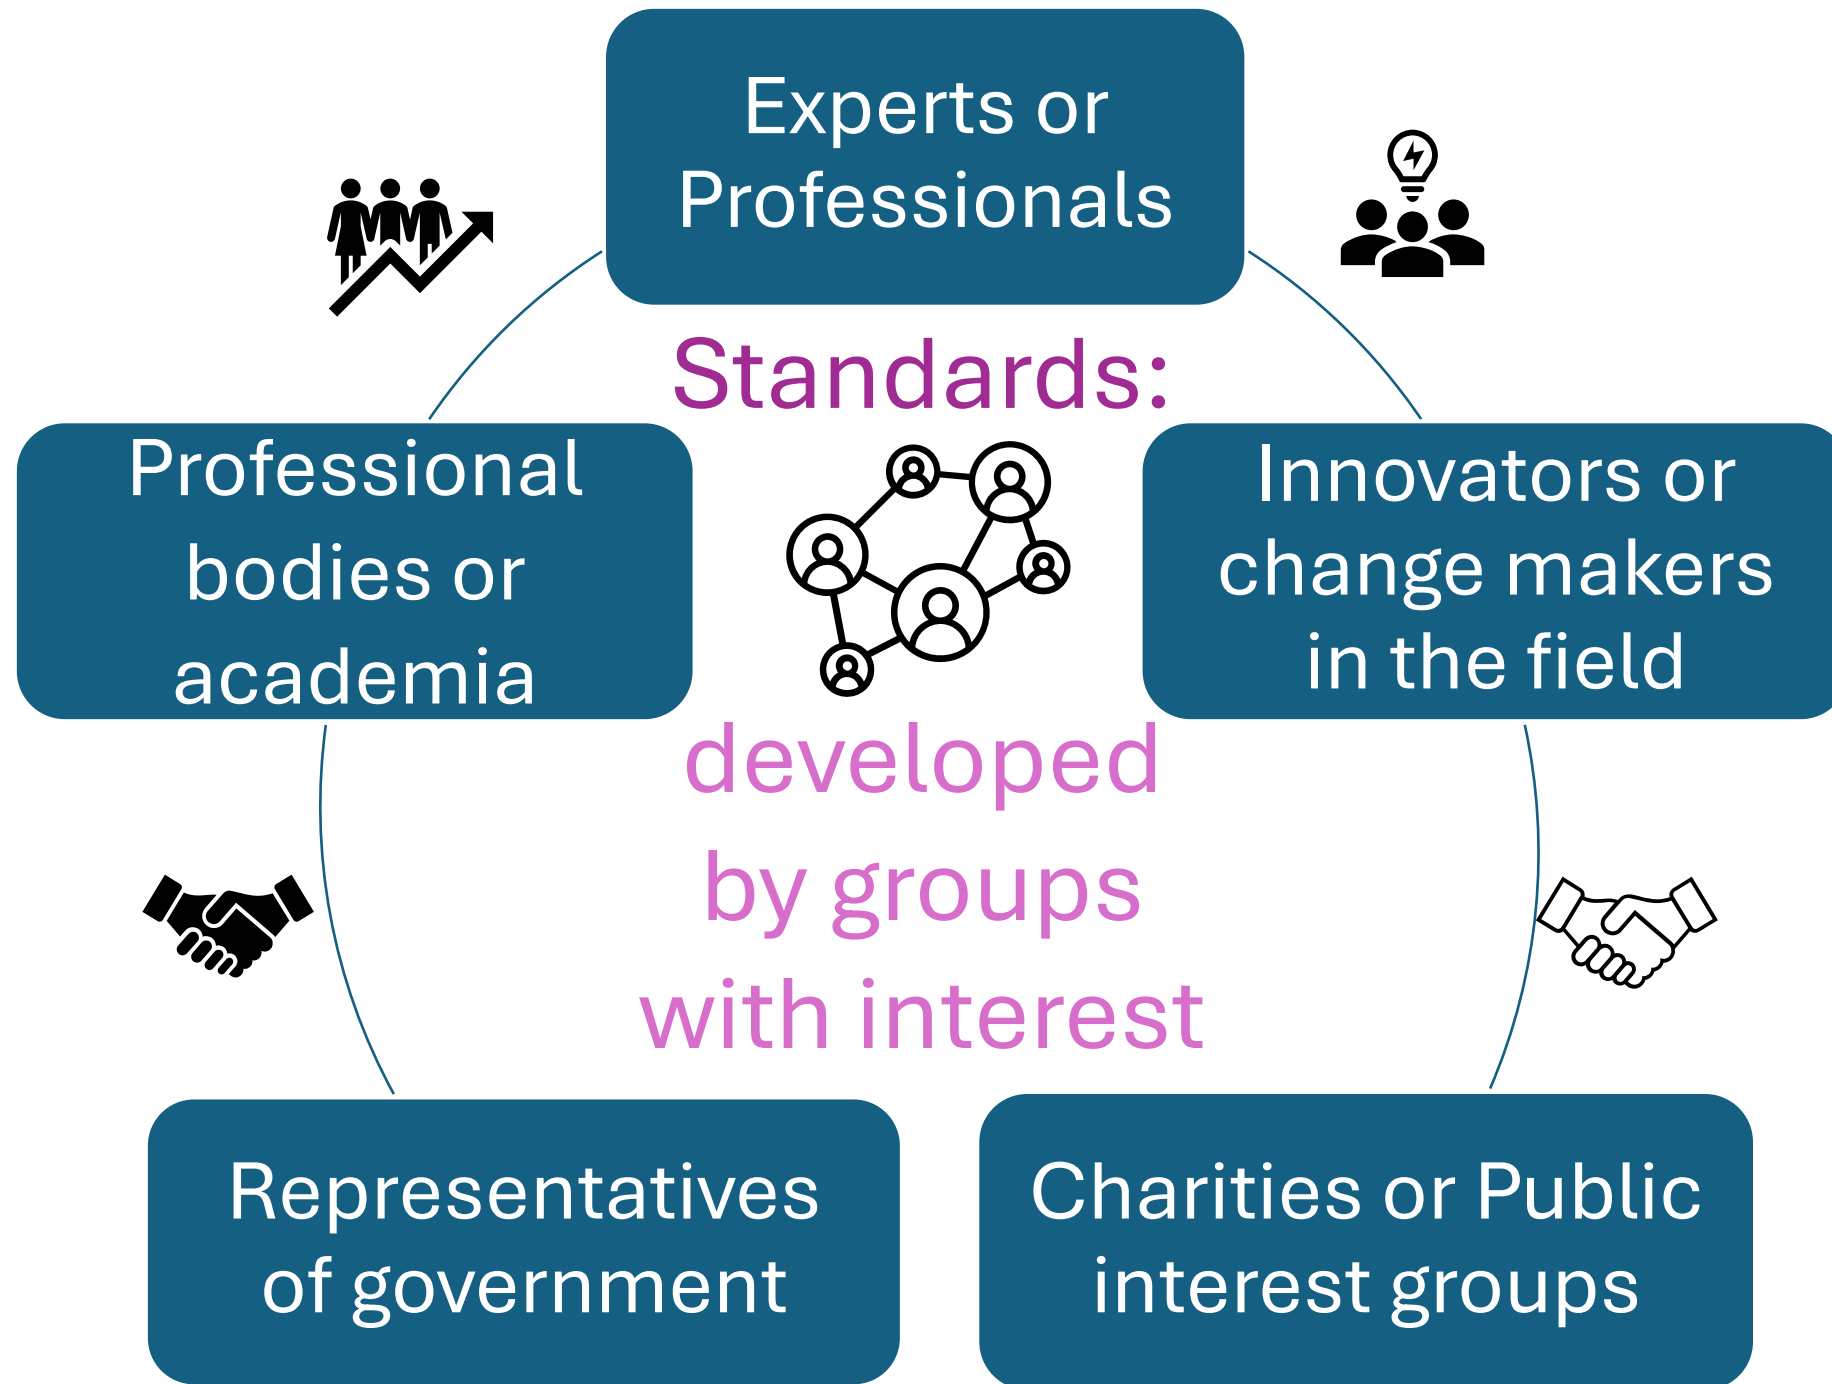 Experts or
Professionals
Standards:
Professional
bodies or
academia
Innovators or
change makers
in the field
developed
by groups
with interest
Representatives
of government
Charities or Public
interest groups